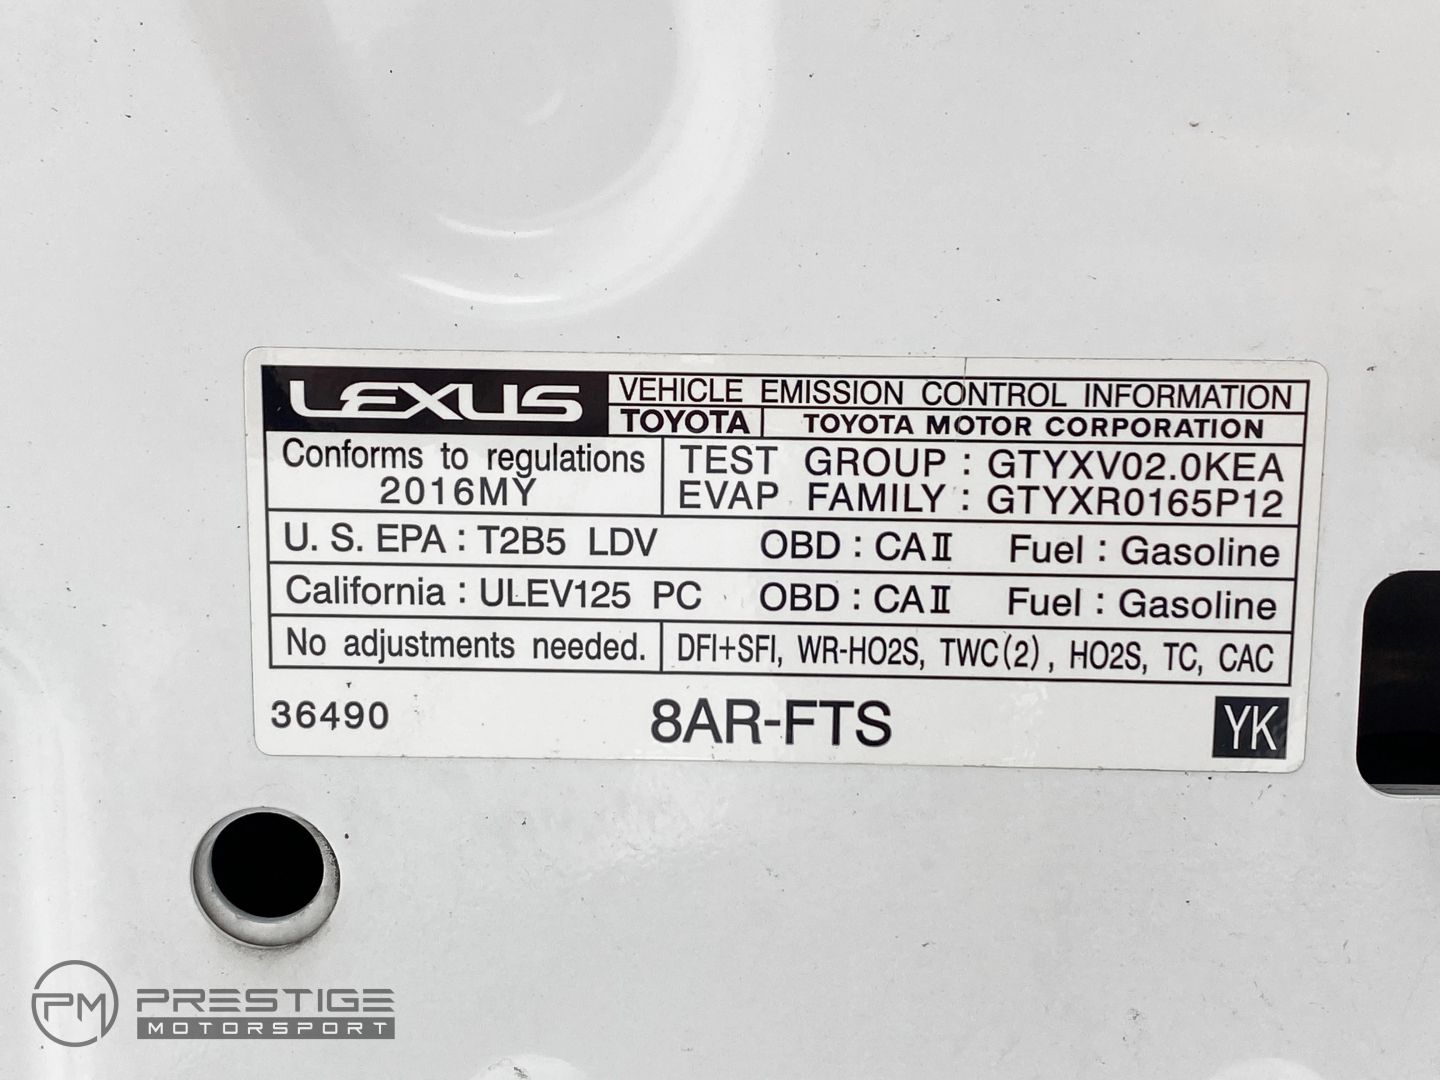 LEXUS VEHICLE EMISSION CONTROL INFORMATION
TOYOTA TOYOTA MOTOR CORPORATION
Conforms to regulations
2016MY
TEST GROUP : GTYXV02.0KEA
EVAP FAMILY : GTYXR0165P12
U. S. EPA : T2B5 LDV OBD : CAⅡ Fuel : Gasoline
California : ULEV125 PC OBD : CAⅡ Fuel : Gasoline
No adjustments needed. DFI+SFI, WR-HO2S, TWC(2), HO2S, TC, CAC
36490 8AR-FTS YK
PM PRESTIGE
MOTORSPORT